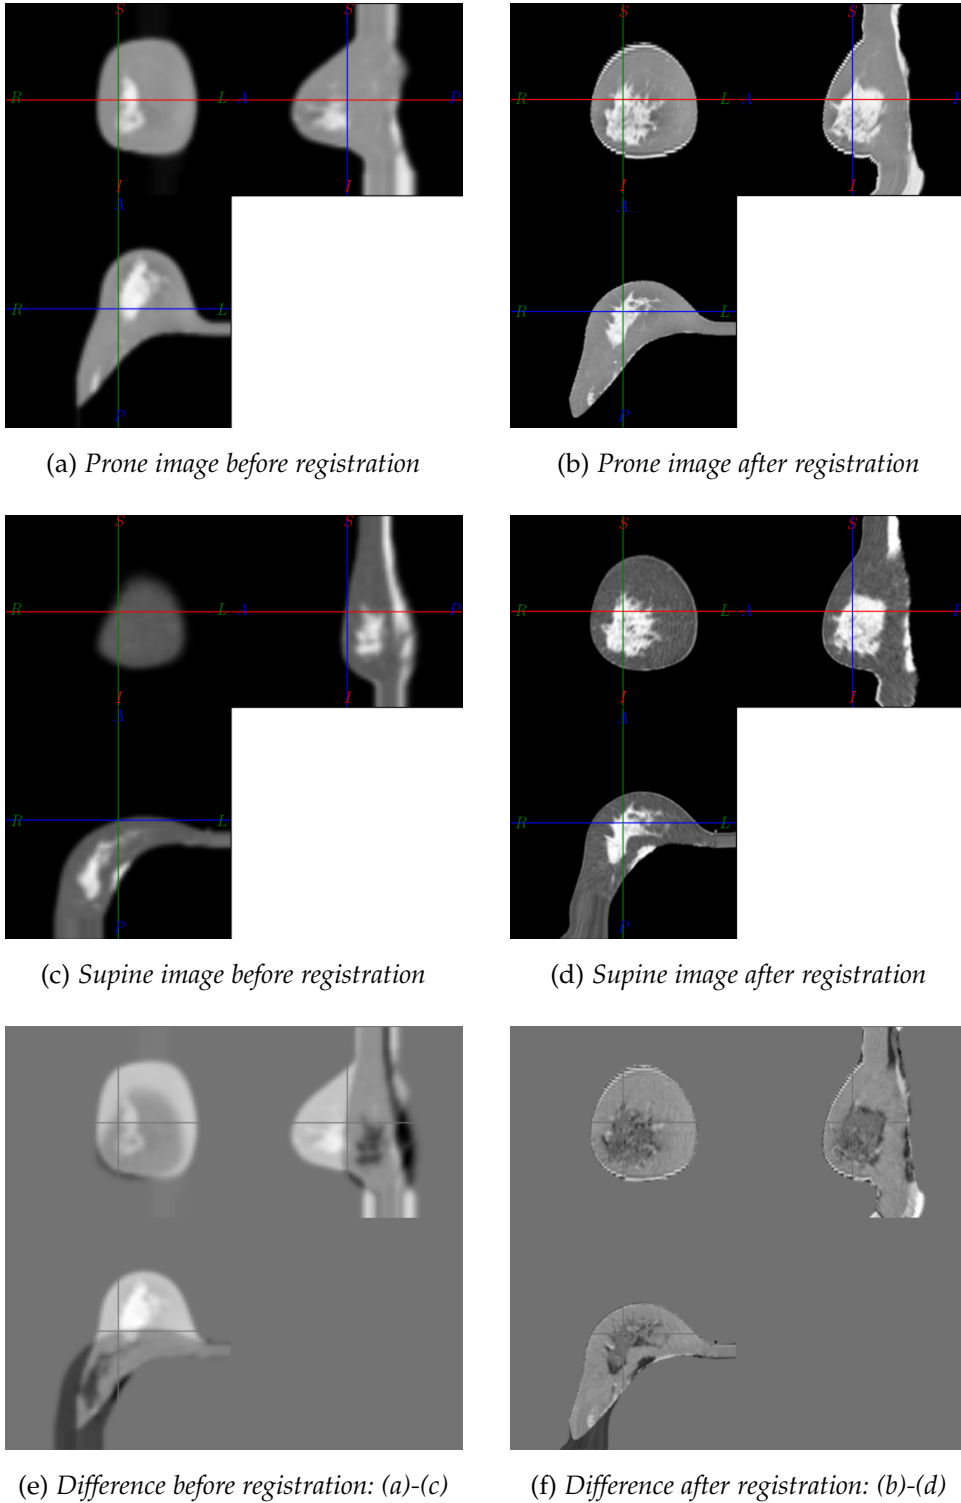 S S
R L A P R L A P
I I I I
A A
R L R L
P P
(a) Prone image before registration (b) Prone image after registration
S S S S
R L A P R L A P
I I I I
A A
R L R L
P P
(c) Supine image before registration (d) Supine image after registration
(e) Difference before registration: (a)-(c) (f) Difference after registration: (b)-(d)